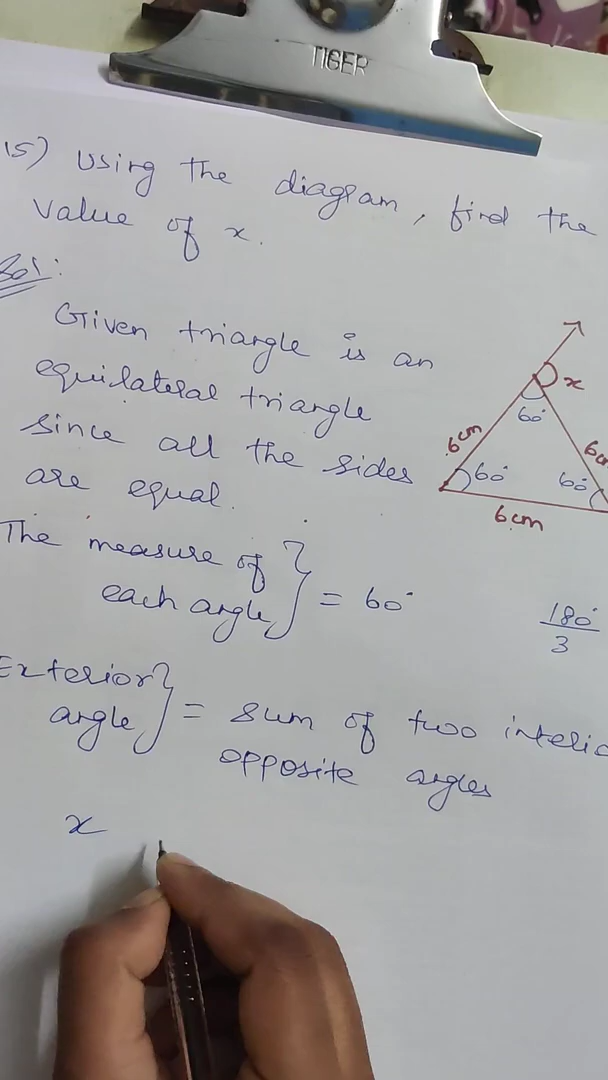 TIGER
15) Using the diagram, find the
value of x.
Sol:
Given triangle is an
equilateral triangle
since all the sides
are equal.
x
60°
6cm
6cm
60°
60°
6cm
The measure of
each angle } = 60°
180°
3
Exterior
angle } = sum of two interio
opposite angles
x